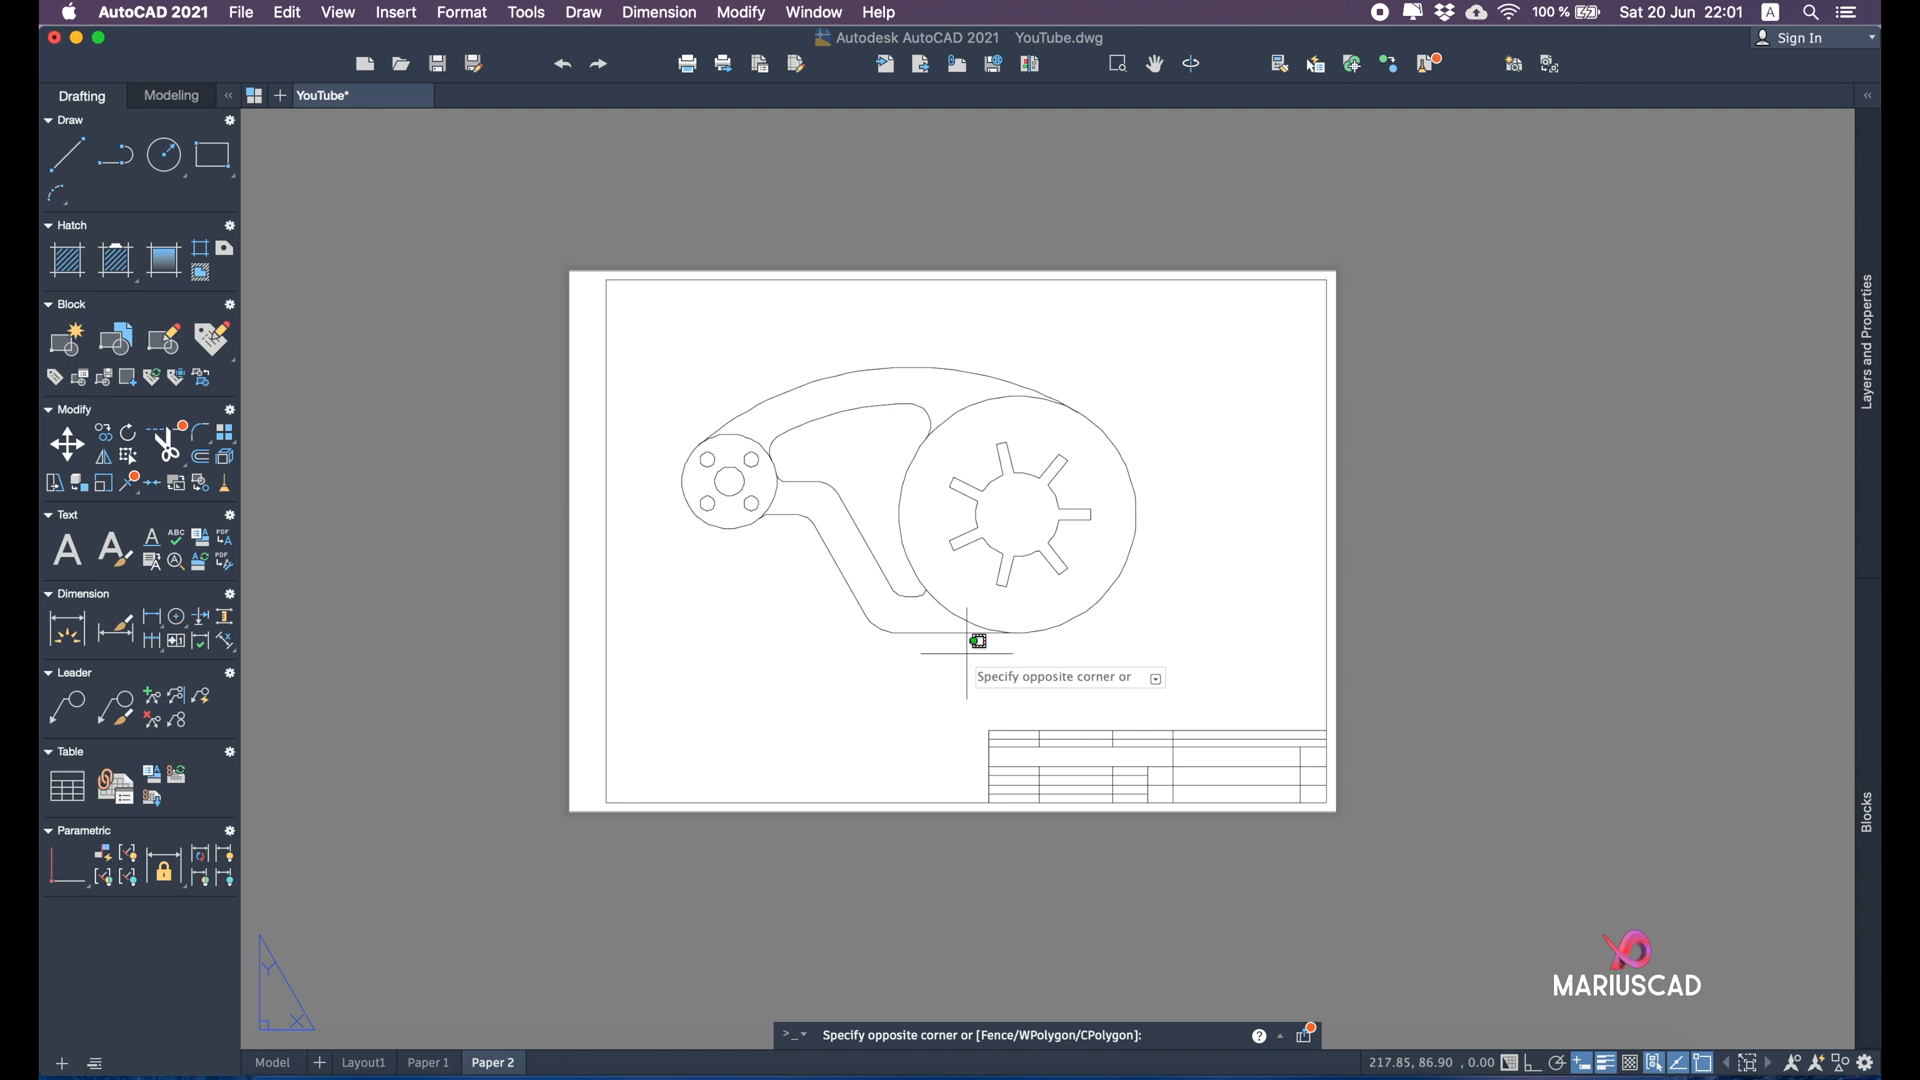 AutoCAD 2021 File Edit View Insert Format Tools Draw Dimension Modify Window Help
100 % Sat 20 Jun 22:01 A
Autodesk AutoCAD 2021 YouTube.dwg
Sign In
Drafting Modeling YouTube*
Draw
Hatch
Block
Modify
Text
ABC
PDF
A A A
PDF
Dimension
Leader
Table
Parametric
Layers and Properties
Blocks
Specify opposite corner or
Y
X
MARIUSCAD
>_ Specify opposite corner or [Fence/WPolygon/CPolygon]:
Model Layout1 Paper 1 Paper 2
217.85, 86.90 , 0.00